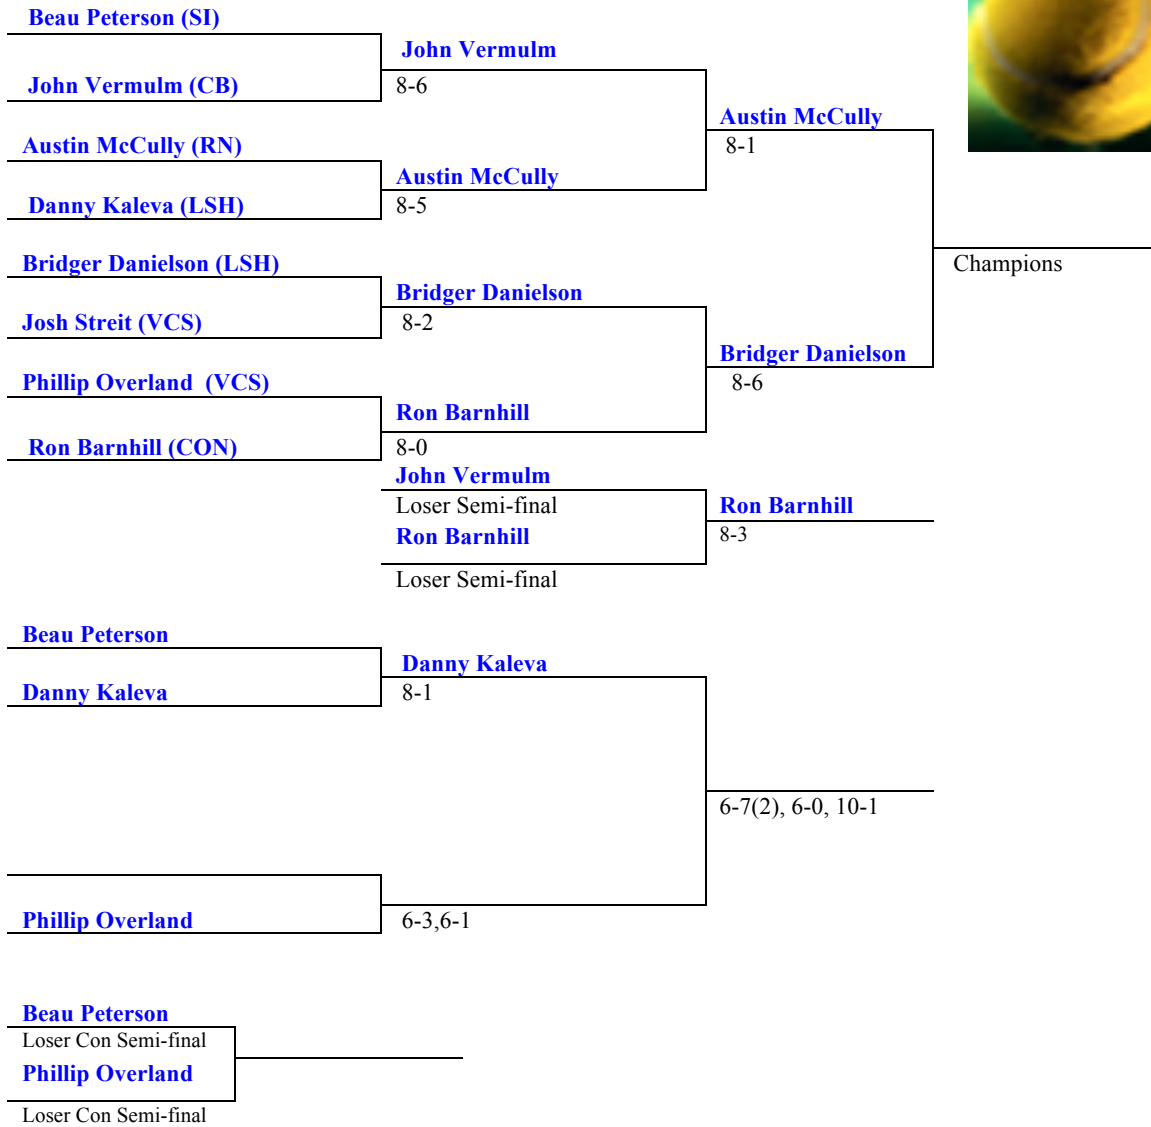 Beau Peterson (SI)
John Vermulm
John Vermulm (CB)
8-6
Austin McCully
Austin McCully (RN)
8-1
Austin McCully
Danny Kaleva (LSH)
8-5
Bridger Danielson (LSH)
Champions
Bridger Danielson
Josh Streit (VCS)
8-2
Bridger Danielson
Phillip Overland (VCS)
8-6
Ron Barnhill
Ron Barnhill (CON)
8-0
John Vermulm
Loser Semi-final
Ron Barnhill
Ron Barnhill
8-3
Loser Semi-final
Beau Peterson
Danny Kaleva
Danny Kaleva
8-1
6-7(2), 6-0, 10-1
Phillip Overland
6-3,6-1
Beau Peterson
Loser Con Semi-final
Phillip Overland
Loser Con Semi-final